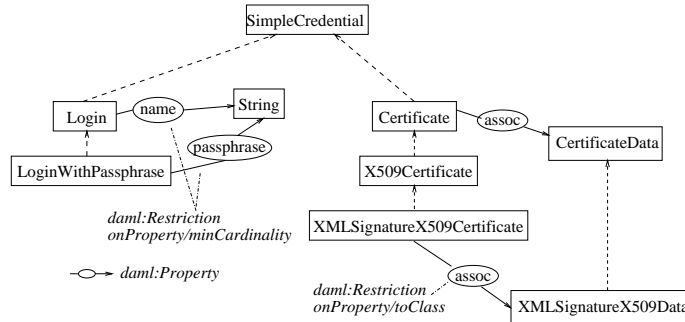 SimpleCredential
Login
name
String
Certificate
assoc
CertificateData
passphrase
LoginWithPassphrase
X509Certificate
daml:Restriction
onProperty/minCardinality
XMLSignatureX509Certificate
daml:Property
assoc
daml:Restriction
onProperty/toClass
XMLSignatureX509Data